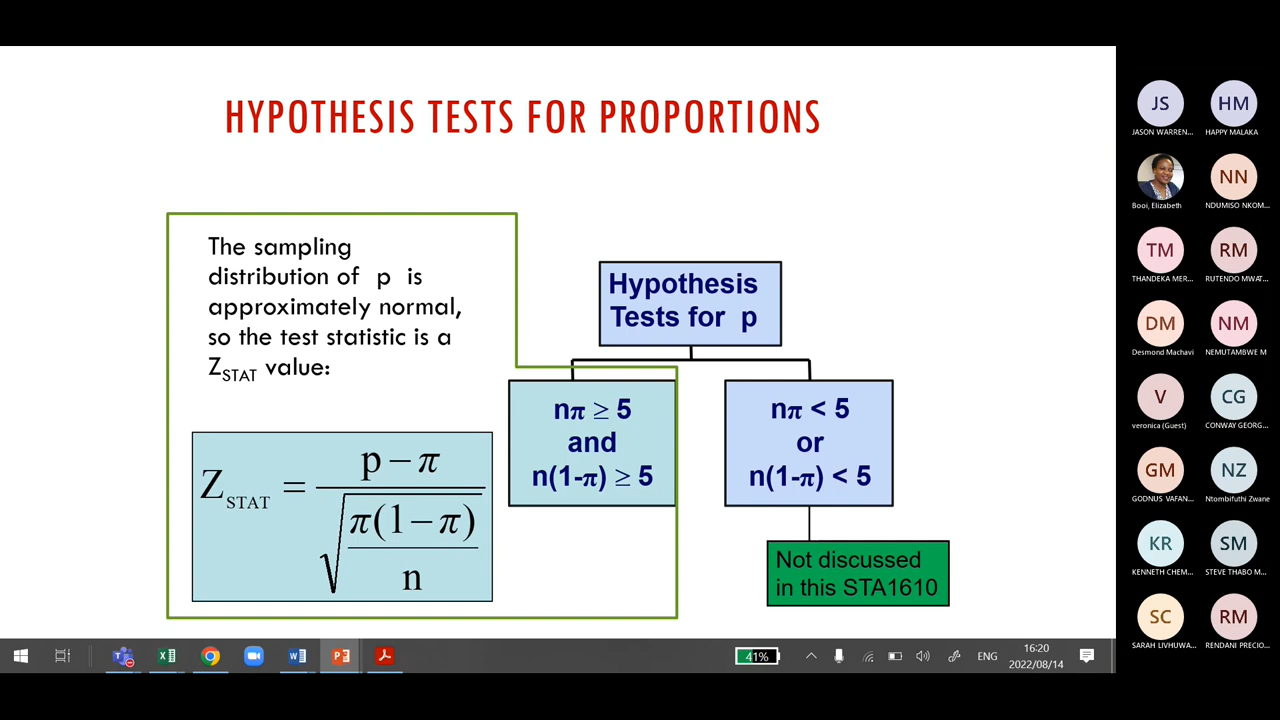 HYPOTHESIS TESTS FOR PROPORTIONS
The sampling
distribution of p is
approximately normal,
so the test statistic is a
ZSTAT value:
ZSTAT = p − π / √ π(1 − π) / n
Hypothesis
Tests for p
nπ ≥ 5
and
n(1-π) ≥ 5
nπ < 5
or
n(1-π) < 5
Not discussed
in this STA1610
JS
JASON WARREN...
HM
HAPPY MALAKA
Booi, Elizabeth
NN
NDUMISO NKOM...
TM
THANDEKA MER...
RM
RUTENDO MWAT...
DM
Desmond Machavi
NM
NEMUTAMBWE M
V
veronica (Guest)
CG
CONWAY GEORG...
GM
GODNUS VAFAN...
NZ
Ntombifuthi Zwane
KR
KENNETH CHEM...
SM
STEVE THABO M...
SC
SARAH LIVHUWA...
RM
RENDANI PRECIO...
41%
ENG
16:20
2022/08/14